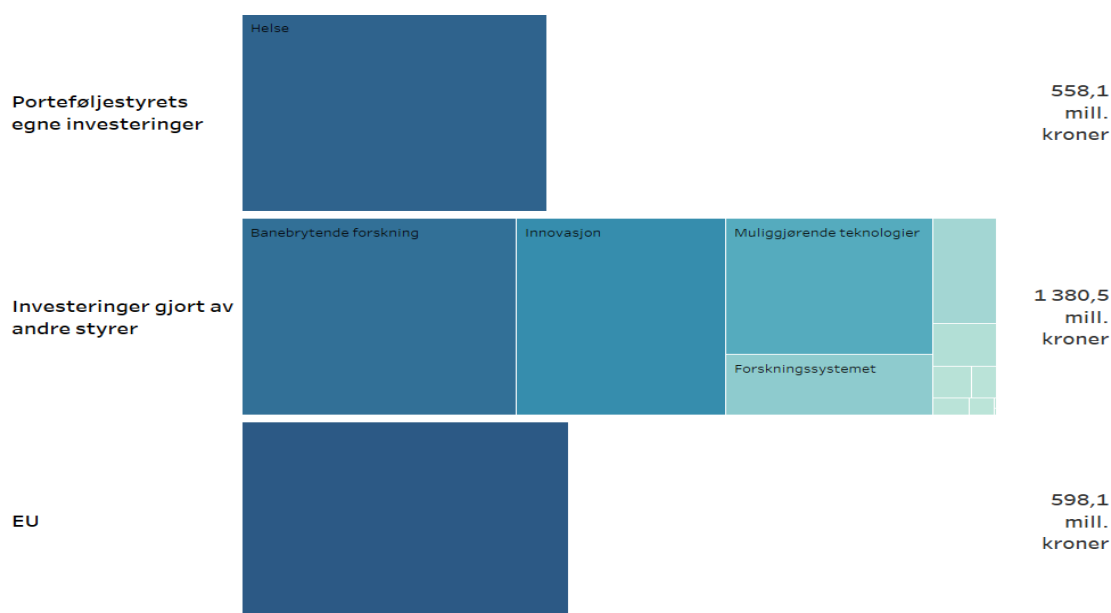 Helse
Porteføljestyrets
egne investeringer
558,1
mill.
kroner
Banebrytende forskning
Innovasjon
Muliggjørende teknologier
Forskningssystemet
Investeringer gjort av
andre styrer
1 380,5
mill.
kroner
EU
598,1
mill.
kroner